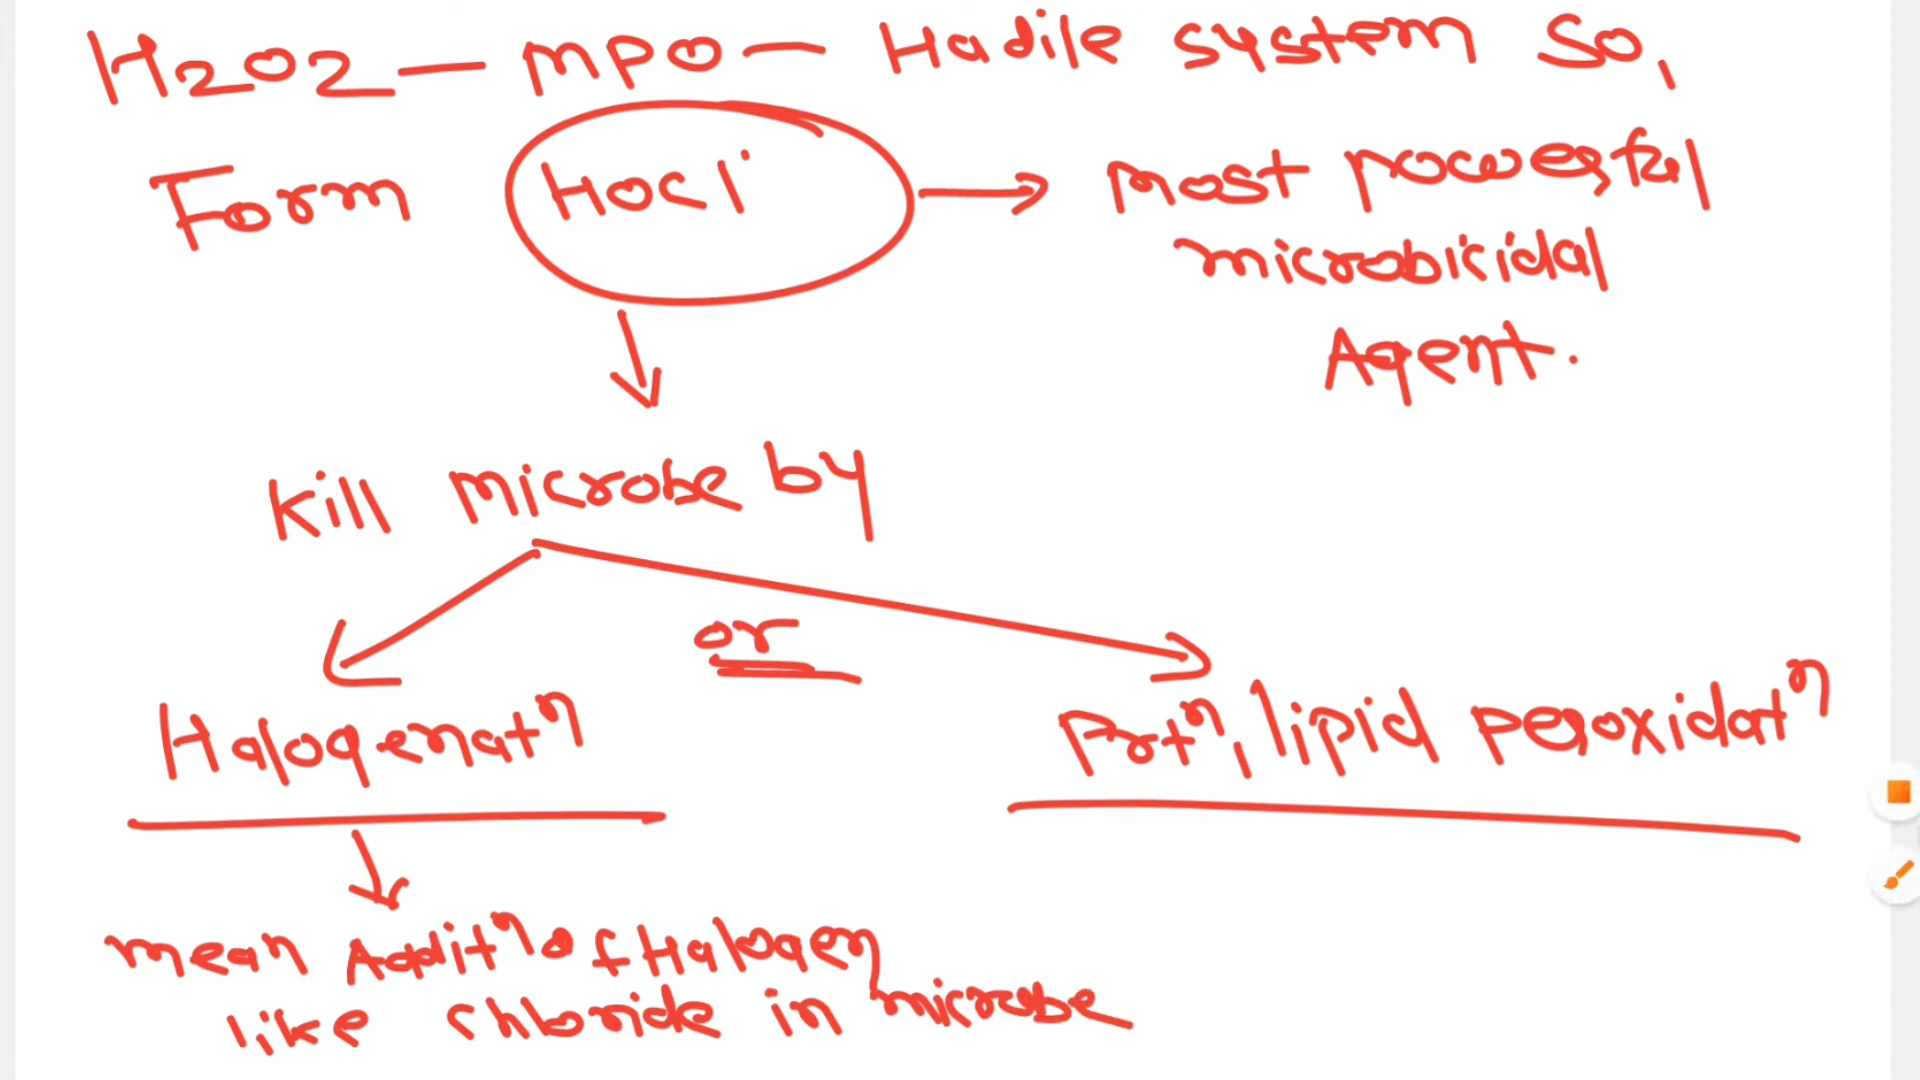 H2O2 — MPO — Hadile system So,
Form HOCl˙ → most powerful
microbicidal
Agent.
Kill microbe by
or
Halogenatⁿ Prtⁿ, lipid peroxidatⁿ
mean Additⁿ of Halogen
like chloride in microbe